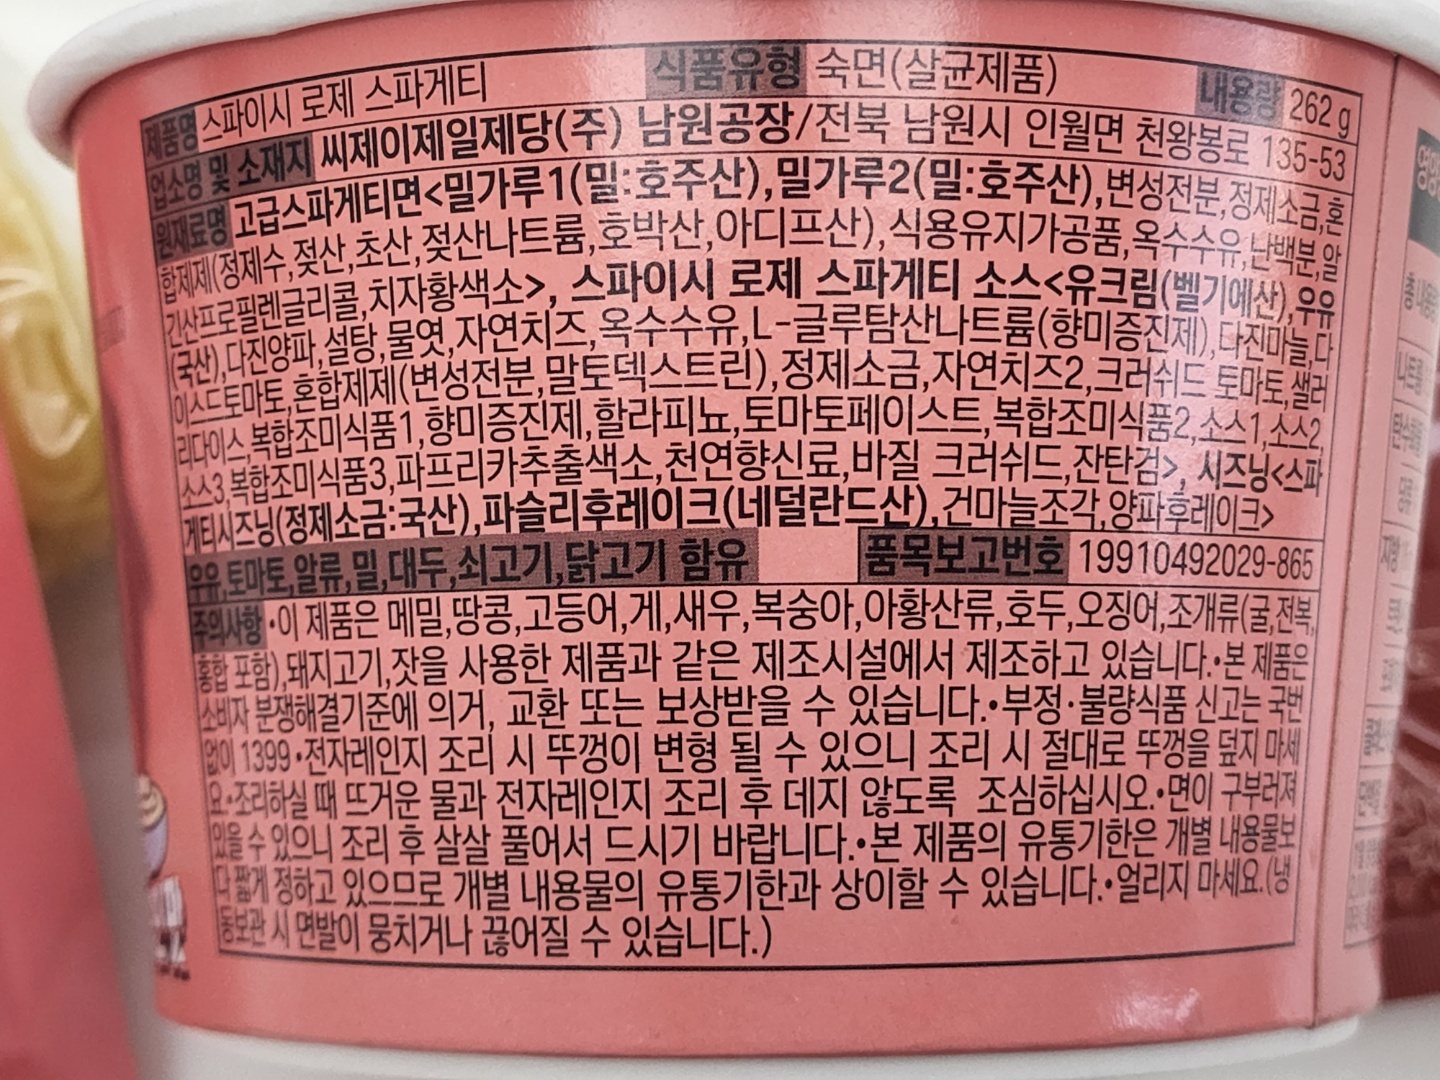 제품명 스파이시 로제 스파게티 식품유형 숙면(살균제품) 내용량 262 g
업소명 및 소재지 씨제이제일제당(주) 남원공장/전북 남원시 인월면 천왕봉로 135-53
원재료명 고급스파게티면<밀가루1(밀:호주산),밀가루2(밀:호주산),변성전분,정제소금,혼
합제제(정제수,젖산,초산,젖산나트륨,호박산,아디프산),식용유지가공품,옥수수유,난백분,알
긴산프로필렌글리콜,치자황색소>, 스파이시 로제 스파게티 소스<유크림(벨기에산),우유
(국산),다진양파,설탕,물엿,자연치즈,옥수수유,L-글루탐산나트륨(향미증진제),다진마늘,다
이스드토마토,혼합제제(변성전분,말토덱스트린),정제소금,자연치즈2,크러쉬드 토마토,샐러
리다이스,복합조미식품1,향미증진제,할라피뇨,토마토페이스트,복합조미식품2,소스1,소스2,
소스3,복합조미식품3,파프리카추출색소,천연향신료,바질 크러쉬드,잔탄검>, 시즈닝<스파
게티시즈닝(정제소금:국산),파슬리후레이크(네덜란드산),건마늘조각,양파후레이크>
우유,토마토,알류,밀,대두,쇠고기,닭고기 함유 품목보고번호 19910492029-865
주의사항 •이 제품은 메밀,땅콩,고등어,게,새우,복숭아,아황산류,호두,오징어,조개류(굴,전복,
홍합 포함),돼지고기,잣을 사용한 제품과 같은 제조시설에서 제조하고 있습니다.•본 제품은
소비자 분쟁해결기준에 의거, 교환 또는 보상받을 수 있습니다.•부정·불량식품 신고는 국번
없이 1399•전자레인지 조리 시 뚜껑이 변형 될 수 있으니 조리 시 절대로 뚜껑을 덮지 마세
요.•조리하실 때 뜨거운 물과 전자레인지 조리 후 데지 않도록 조심하십시오.•면이 구부러져
있을 수 있으니 조리 후 살살 풀어서 드시기 바랍니다.•본 제품의 유통기한은 개별 내용물보
다 짧게 정하고 있으므로 개별 내용물의 유통기한과 상이할 수 있습니다.•얼리지 마세요.(냉
동보관 시 면발이 뭉치거나 끊어질 수 있습니다.)